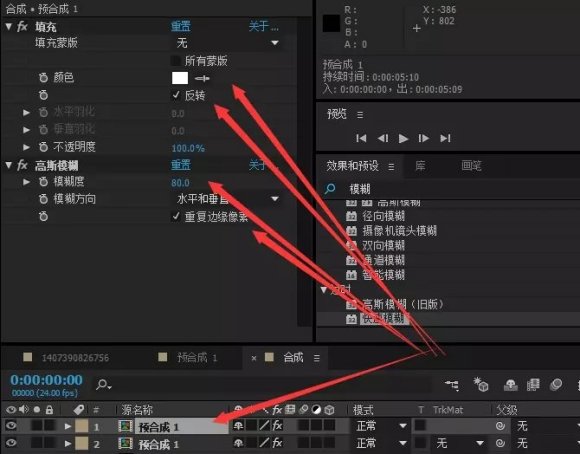 合成 • 预合成 1
fx 填充 重置 关于...
填充蒙版 无
所有蒙版
颜色
反转
水平羽化 0.0
垂直羽化 0.0
不透明度 100.0%
fx 高斯模糊 重置 关于...
模糊度 80.0
模糊方向 水平和垂直
重复边缘像素
R :
G :
B :
A : 0
X : -386
Y : 802
预合成 1
持续时间 : 0:00:05:10
入 : 0:00:00:00 • 出 : 0:00:05:09
预览
效果和预设 库 画笔
模糊
高斯模糊
径向模糊
摄像机镜头模糊
双向模糊
通道模糊
智能模糊
过时
高斯模糊（旧版）
快速模糊
1407390826756 预合成 1 × 合成
0:00:00:00
00000 (24.00 fps)
# 源名称 fx 模式 T TrkMat 父级
1 预合成 1 fx 正常 无
2 预合成 1 fx 正常 无 无